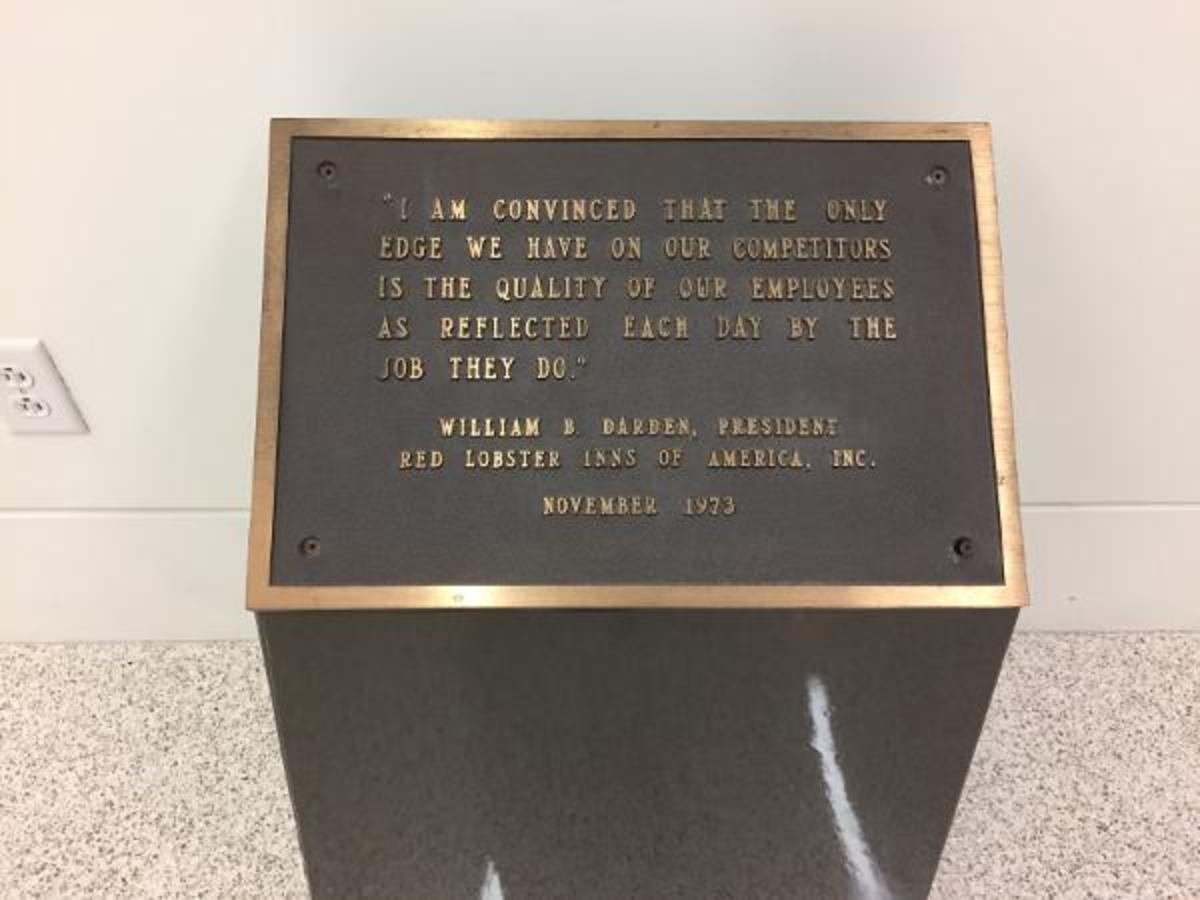 "I AM CONVINCED THAT THE ONLY
EDGE WE HAVE ON OUR COMPETITORS
IS THE QUALITY OF OUR EMPLOYEES
AS REFLECTED EACH DAY BY THE
JOB THEY DO."
WILLIAM B. DARDEN, PRESIDENT
RED LOBSTER INNS OF AMERICA, INC.
NOVEMBER 1973